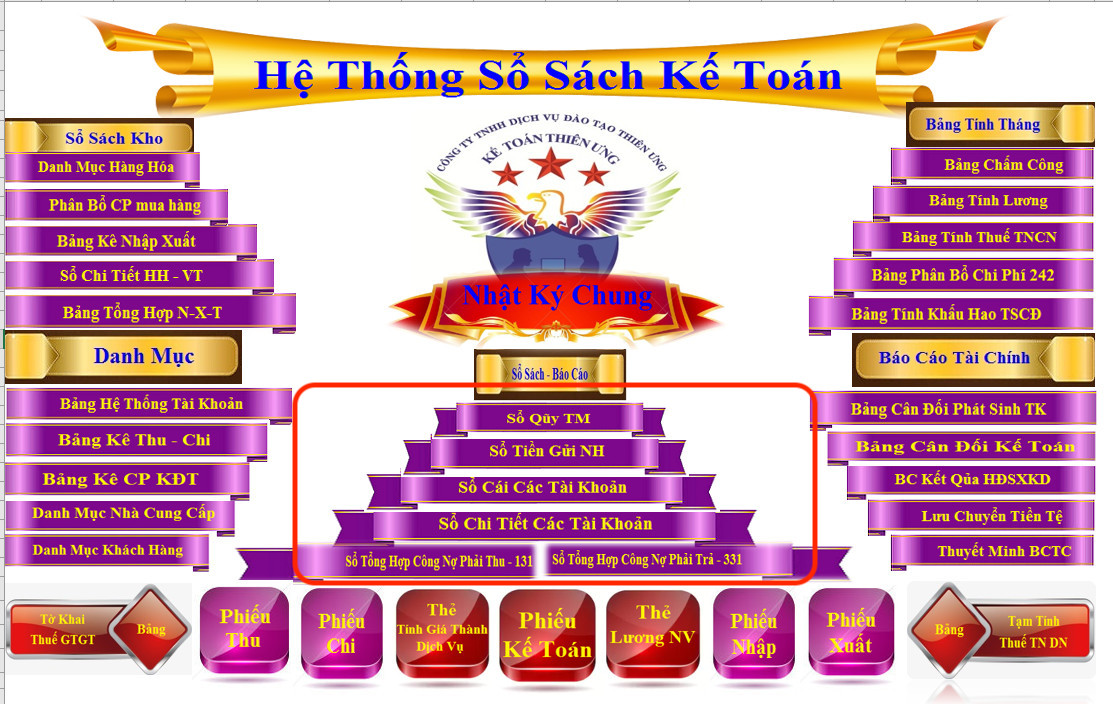 Hệ Thống Sổ Sách Kế Toán
CÔNG TY TNHH DỊCH VỤ ĐÀO TẠO THIÊN ƯNG
KẾ TOÁN THIÊN ƯNG
Nhật Ký Chung
Sổ Sách Kho
Danh Mục Hàng Hóa
Phân Bổ CP mua hàng
Bảng Kê Nhập Xuất
Sổ Chi Tiết HH - VT
Bảng Tổng Hợp N-X-T
Bảng Tính Tháng
Bảng Chấm Công
Bảng Tính Lương
Bảng Tính Thuế TNCN
Bảng Phân Bổ Chi Phí 242
Bảng Tính Khấu Hao TSCĐ
Danh Mục
Bảng Hệ Thống Tài Khoản
Bảng Kê Thu - Chi
Bảng Kê CP KĐT
Danh Mục Nhà Cung Cấp
Danh Mục Khách Hàng
Sổ Sách - Báo Cáo
Sổ Qũy TM
Sổ Tiền Gửi NH
Sổ Cái Các Tài Khoản
Sổ Chi Tiết Các Tài Khoản
Sổ Tổng Hợp Công Nợ Phải Thu - 131
Sổ Tổng Hợp Công Nợ Phải Trả - 331
Báo Cáo Tài Chính
Bảng Cân Đối Phát Sinh TK
Bảng Cân Đối Kế Toán
BC Kết Qủa HĐSXKD
Lưu Chuyển Tiền Tệ
Thuyết Minh BCTC
Tờ Khai
Thuế GTGT
Bảng
Phiếu
Thu
Phiếu
Chi
Thẻ
Tính Giá Thành
Dịch Vụ
Phiếu
Kế Toán
Thẻ
Lương NV
Phiếu
Nhập
Phiếu
Xuất
Bảng
Tạm Tính
Thuế TN DN